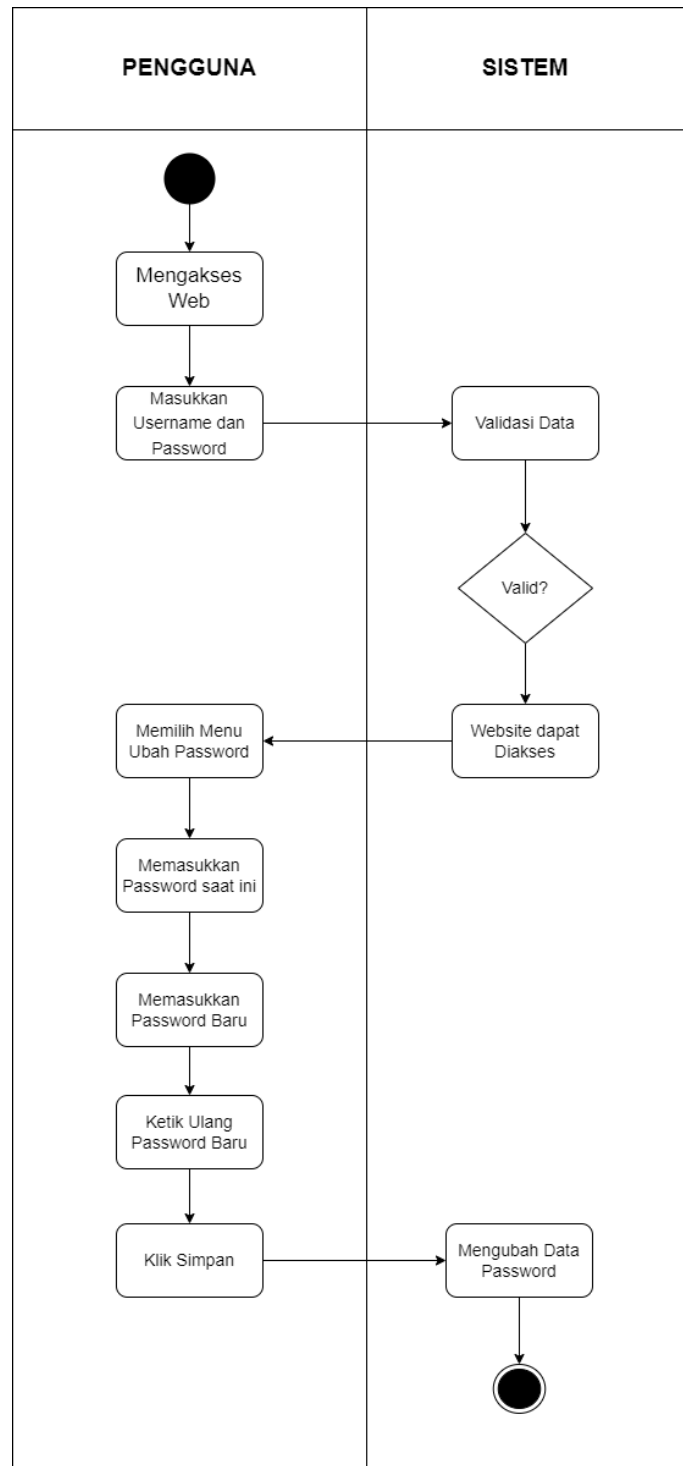 PENGGUNA
SISTEM
Mengakses
Web
Masukkan
Username dan
Password
Validasi Data
Valid?
Website dapat
Diakses
Memilih Menu
Ubah Password
Memasukkan
Password saat ini
Memasukkan
Password Baru
Ketik Ulang
Password Baru
Klik Simpan
Mengubah Data
Password